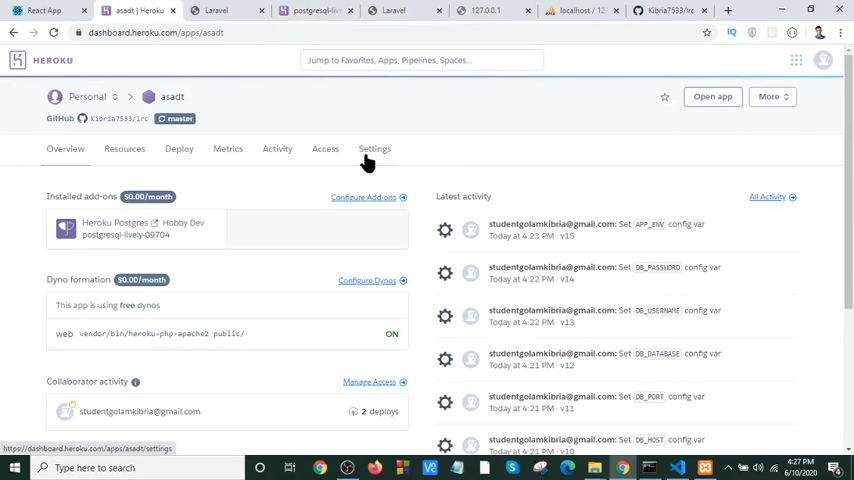 React App
asadt | Heroku
Laravel
postgresql-liv
Laravel
127.0.0.1
localhost / 127
Kibria7533/lrc
dashboard.heroku.com/apps/asadt
HEROKU
Jump to Favorites, Apps, Pipelines, Spaces...
Personal > asadt
Open app
More
GitHub Kibria7533/lrc master
Overview Resources Deploy Metrics Activity Access Settings
Installed add-ons $0.00/month Configure Add-ons
Heroku Postgres Hobby Dev
postgresql-lively-09704
Dyno formation $0.00/month Configure Dynos
This app is using free dynos
web vendor/bin/heroku-php-apache2 public/ ON
Collaborator activity Manage Access
studentgolamkibria@gmail.com 2 deploys
Latest activity All Activity
studentgolamkibria@gmail.com: Set APP_ENV config var
Today at 4:23 PM · v15
studentgolamkibria@gmail.com: Set DB_PASSWORD config var
Today at 4:22 PM · v14
studentgolamkibria@gmail.com: Set DB_USERNAME config var
Today at 4:22 PM · v13
studentgolamkibria@gmail.com: Set DB_DATABASE config var
Today at 4:22 PM · v12
studentgolamkibria@gmail.com: Set DB_PORT config var
Today at 4:21 PM · v11
studentgolamkibria@gmail.com: Set DB_HOST config var
Today at 4:21 PM · v10
https://dashboard.heroku.com/apps/asadt/settings
Type here to search
4:27 PM
6/10/2020